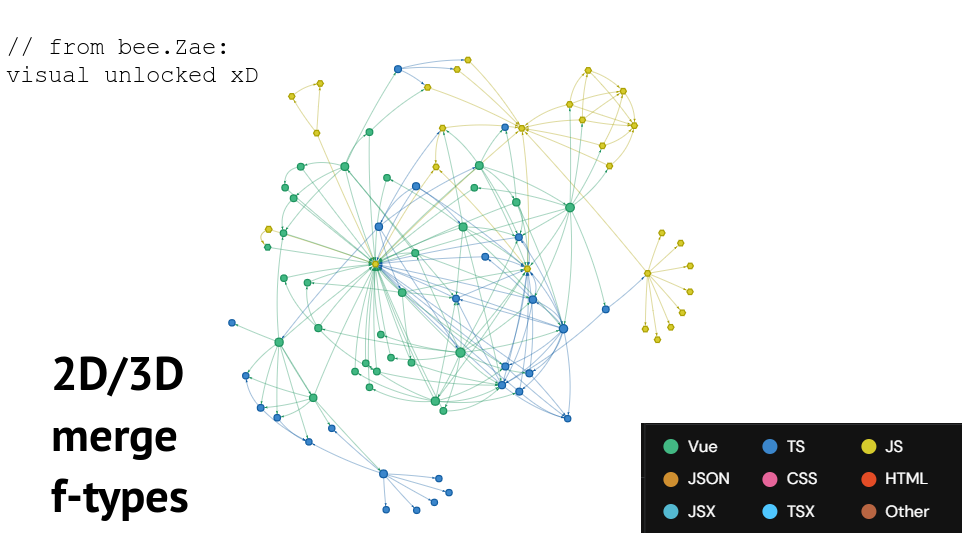 // from bee.Zae:
visual unlocked xD
2D/3D
merge
f-types
Vue TS JS
JSON CSS HTML
JSX TSX Other